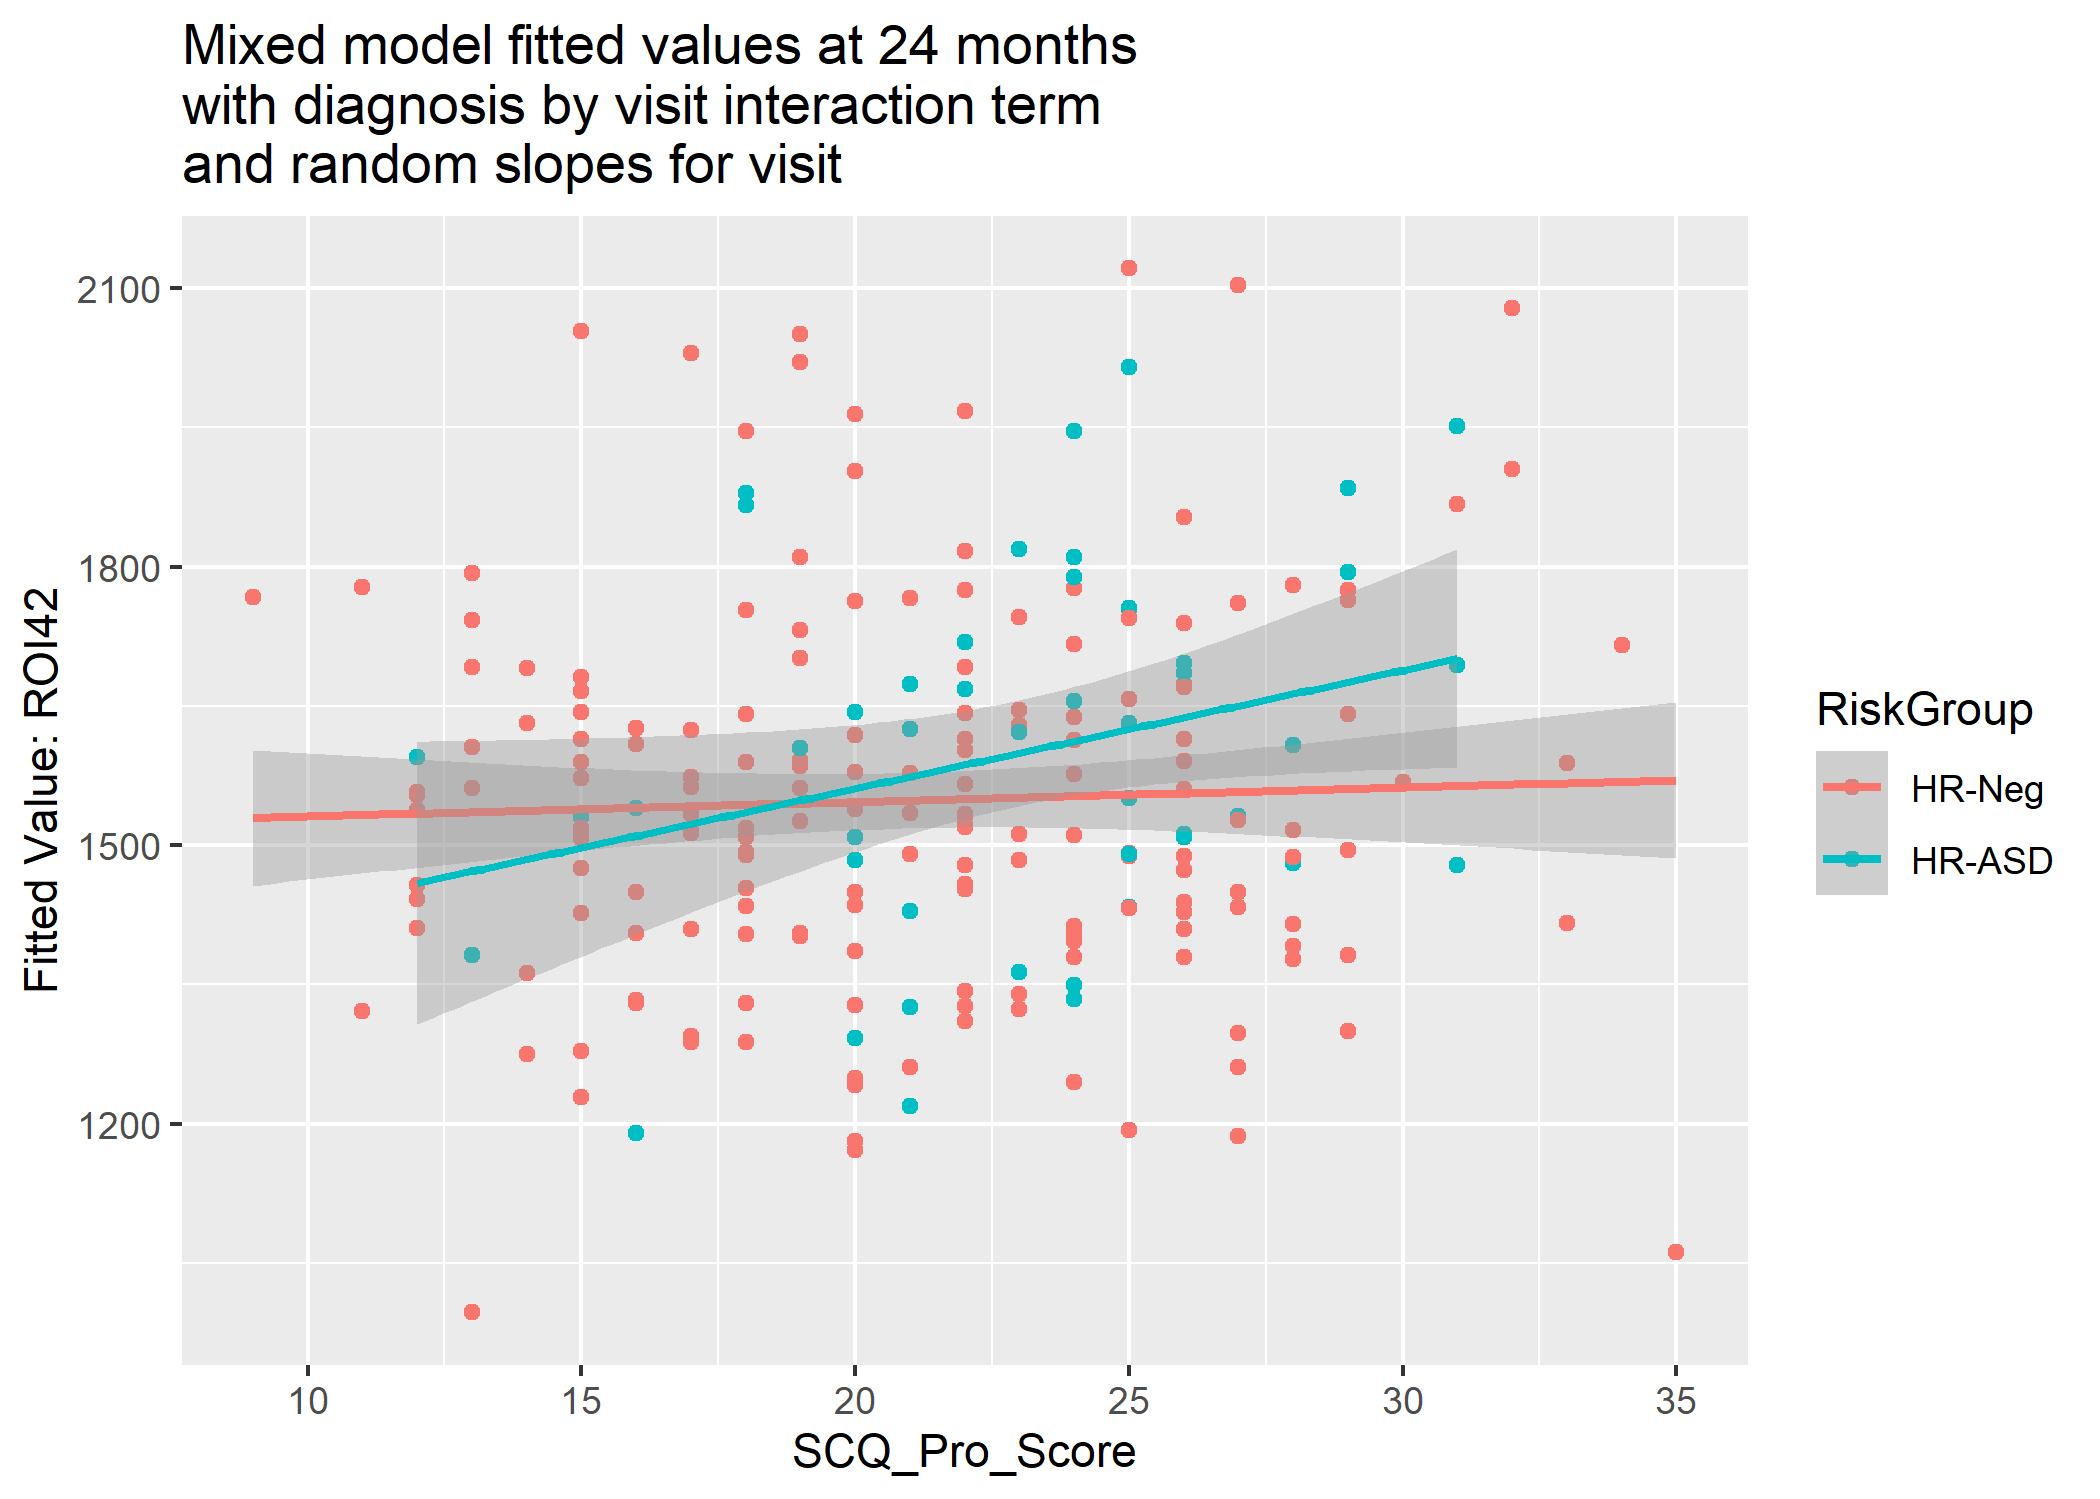 Mixed model fitted values at 24 months
with diagnosis by visit interaction term
and random slopes for visit
Fitted Value: ROI42
2100
1800
1500
1200
10 15 20 25 30 35
SCQ_Pro_Score
RiskGroup
HR-Neg
HR-ASD